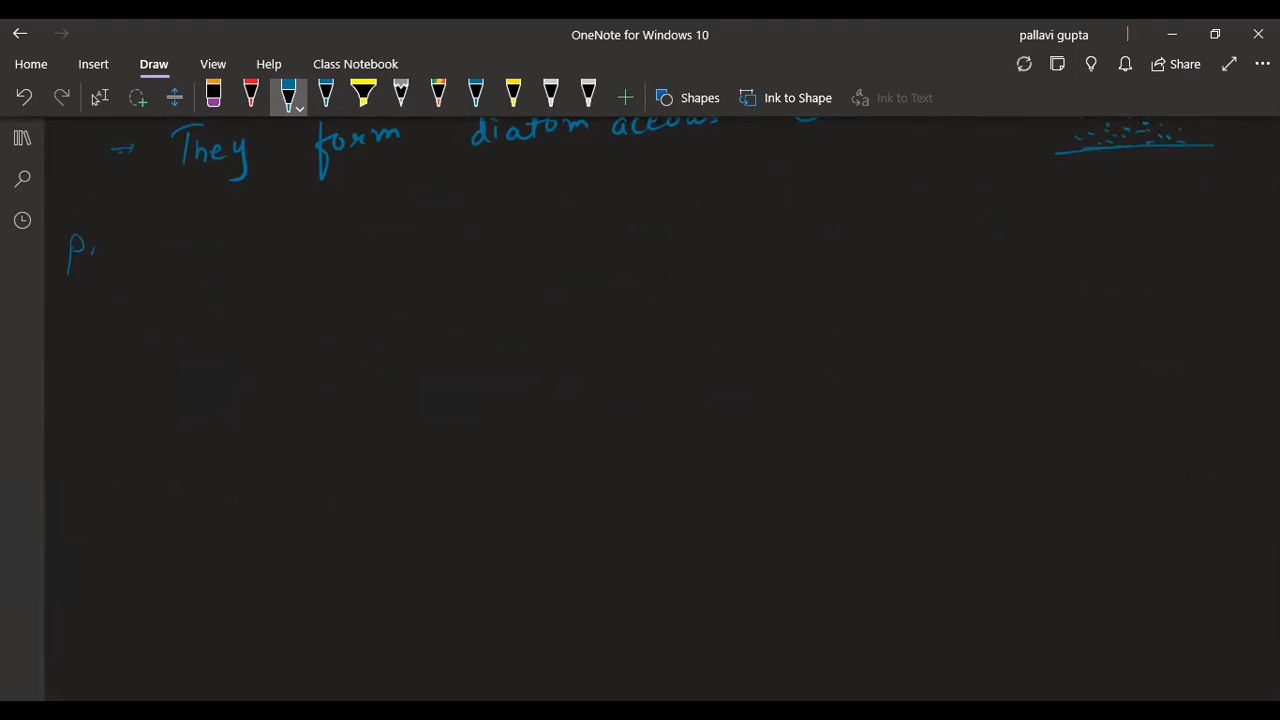 OneNote for Windows 10
pallavi gupta
Home Insert Draw View Help Class Notebook
Share
Shapes Ink to Shape Ink to Text
→ They form diatomaceous
p